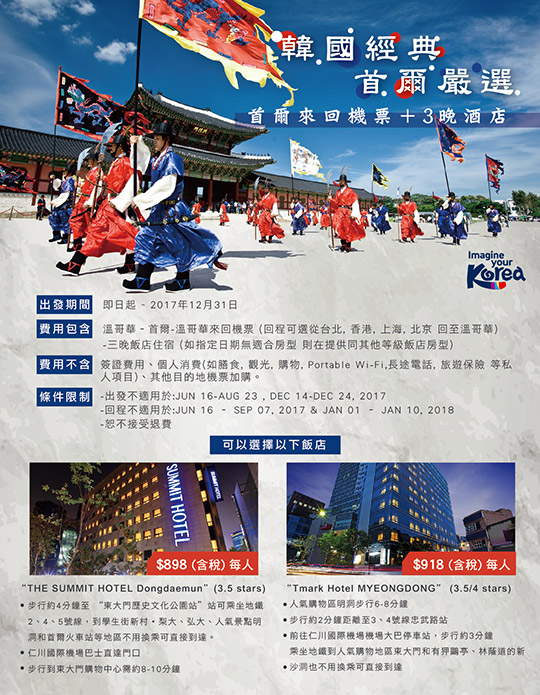 韓國經典
首爾嚴選
首爾來回機票＋3晚酒店
Imagine
your
Korea
出發期間 即日起 - 2017年12月31日
費用包含 溫哥華 - 首爾-溫哥華來回機票 (回程可選從台北, 香港, 上海, 北京 回至溫哥華)
-三晚飯店住宿 (如指定日期無適合房型 則在提供同其他等級飯店房型)
費用不含 簽證費用、個人消費(如膳食, 觀光, 購物, Portable Wi-Fi,長途電話, 旅遊保險 等私
人項目)、其他目的地機票加購。
條件限制 -出發不適用於:JUN 16-AUG 23 , DEC 14-DEC 24, 2017
-回程不適用於:JUN 16 – SEP 07, 2017 & JAN 01 – JAN 10, 2018
-恕不接受退費
可以選擇以下飯店
SUMMIT HOTEL
SUMMIT HOTEL
$898 (含稅) 每人
$918 (含稅) 每人
“THE SUMMIT HOTEL Dongdaemun” (3.5 stars)
• 步行約4分鐘至 “東大門歷史文化公園站” 站可乘坐地鐵
2、4、5號線，到學生街新村・梨大、弘大、人氣景點明
洞和首爾火車站等地區不用換乘可直接到達。
• 仁川國際機場巴士直達門口
• 步行到東大門購物中心需約8-10分鐘
“Tmark Hotel MYEONGDONG” (3.5/4 stars)
• 人氣購物區明洞步行6-8分鐘
• 步行約2分鐘距離至3、4號線忠武路站
• 前往仁川國際機場機場大巴停車站，步行約3分鐘
乘坐地鐵到人氣購物地區東大門和有狎鷗亭、林蔭道的新
• 沙洞也不用換乘可直接到達